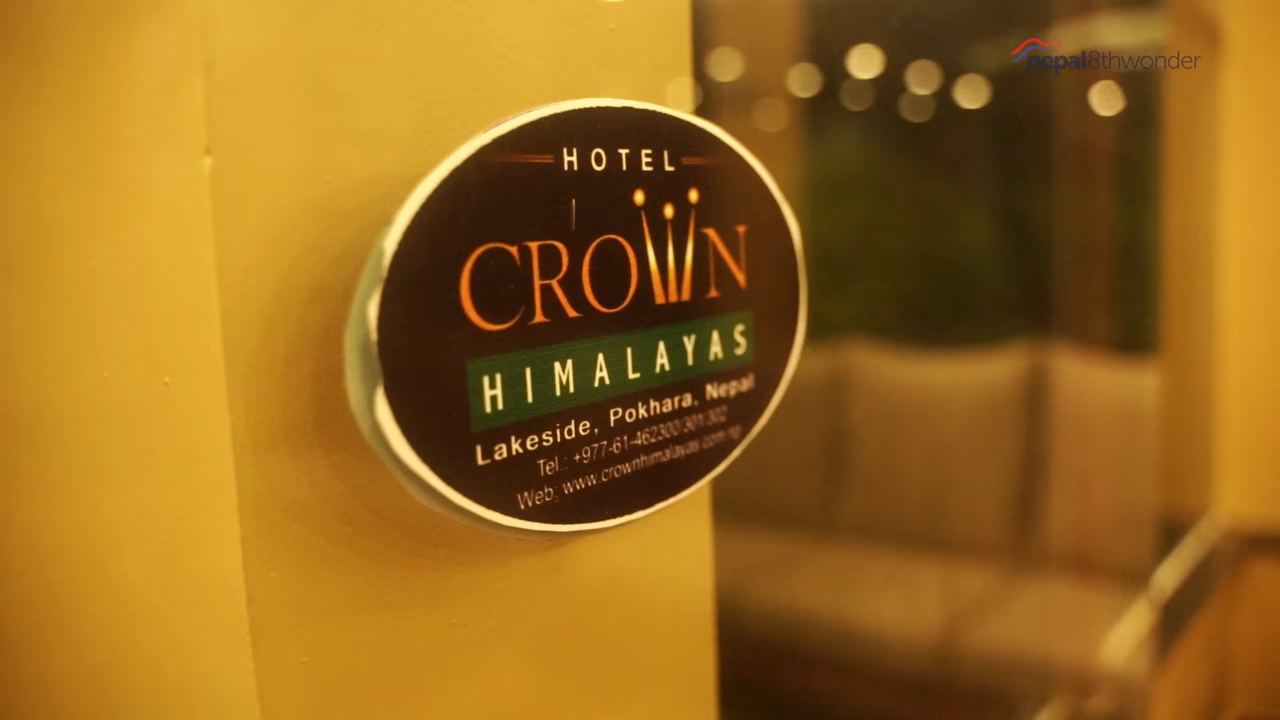 nepal8thwonder
HOTEL
CROWN
HIMALAYAS
Lakeside, Pokhara, Nepal
Tel.: +977-61-462300/301/302
Web: www.crownhimalayas.com.np